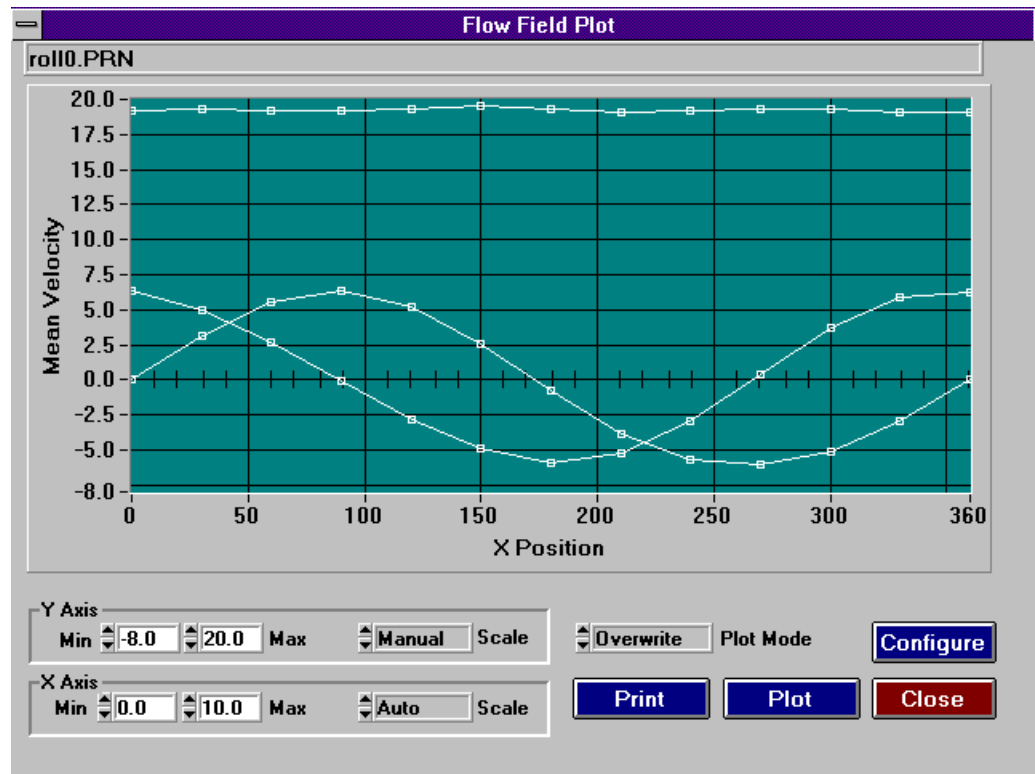 Flow Field Plot
roll0.PRN
20.0
17.5
15.0
12.5
10.0
7.5
5.0
2.5
0.0
-2.5
-5.0
-8.0
Mean Velocity
0 50 100 150 200 250 300 360
X Position
Y Axis
Min -8.0 20.0 Max Manual Scale
Overwrite Plot Mode
Configure
X Axis
Min 0.0 10.0 Max Auto Scale
Print Plot Close